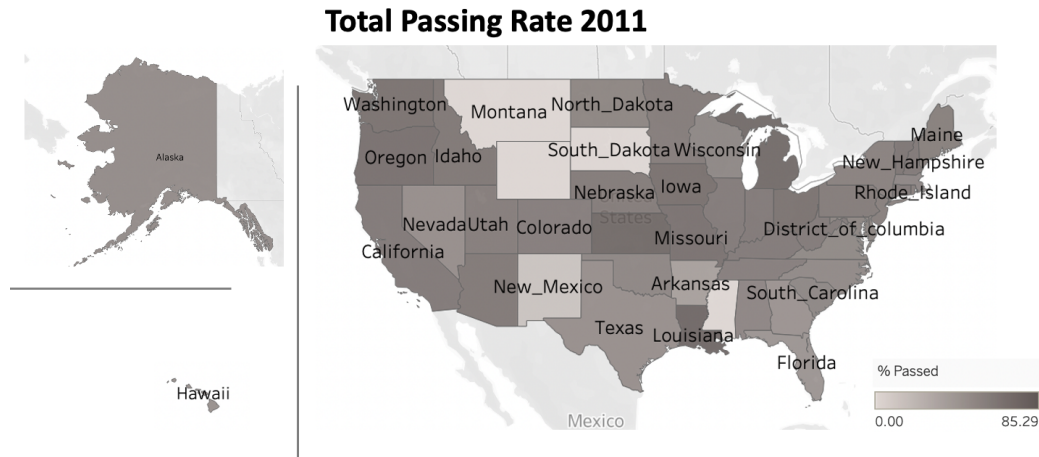 Total Passing Rate 2011
Washington
Montana
North_Dakota
Maine
Alaska
Oregon
Idaho
South_Dakota
Wisconsin
New_Hampshire
Nebraska
Iowa
Rhode_Island
United
States
Nevada
Utah
Colorado
Missouri
District_of_columbia
California
New_Mexico
Arkansas
South_Carolina
Texas
Louisiana
Florida
% Passed
Hawaii
0.00
85.29
Mexico